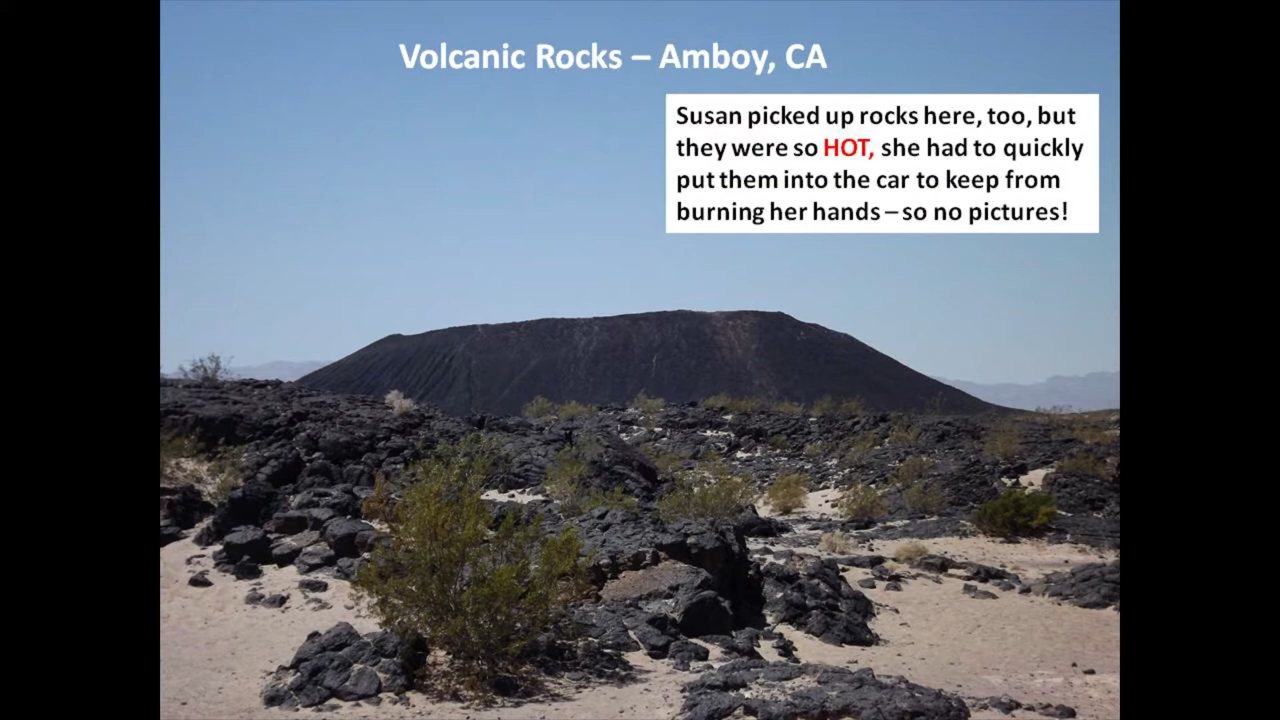 Volcanic Rocks – Amboy, CA
Susan picked up rocks here, too, but
they were so HOT, she had to quickly
put them into the car to keep from
burning her hands – so no pictures!